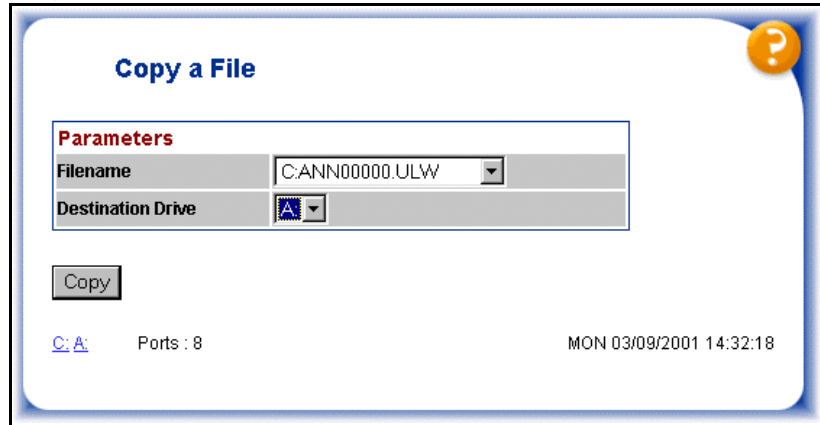 Copy a File
?
Parameters
Filename C:ANN00000.ULW
Destination Drive A:
Copy
C: A: Ports : 8 MON 03/09/2001 14:32:18